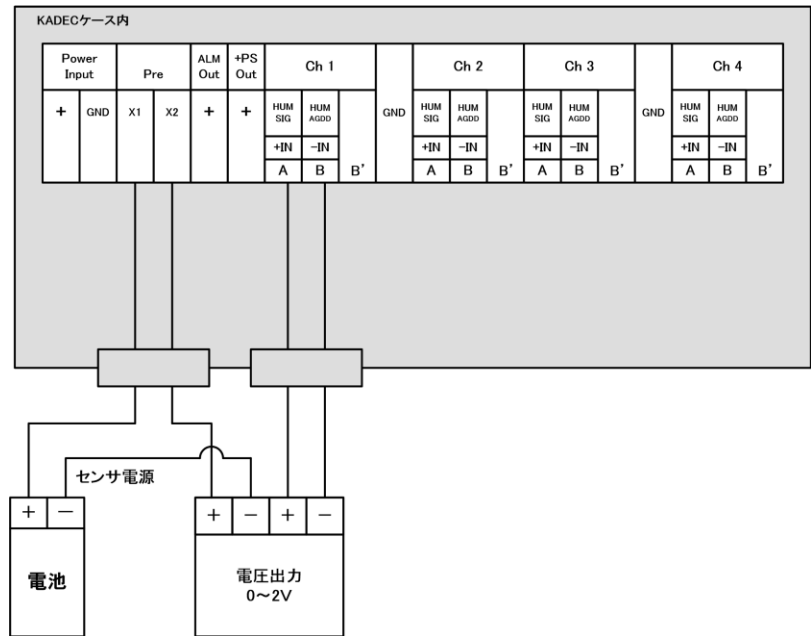 KADECケース内
Power Input
Pre
ALM Out
+PS Out
Ch 1
GND
Ch 2
Ch 3
GND
Ch 4
+
GND
X1
X2
+
+
HUM SIG
HUM AGDD
HUM SIG
HUM AGDD
HUM SIG
HUM AGDD
HUM SIG
HUM AGDD
+IN
-IN
+IN
-IN
+IN
-IN
+IN
-IN
A
B
B'
A
B
B'
A
B
B'
A
B
B'
センサ電源
+
-
+
-
+
-
電池
電圧出力
0～2V